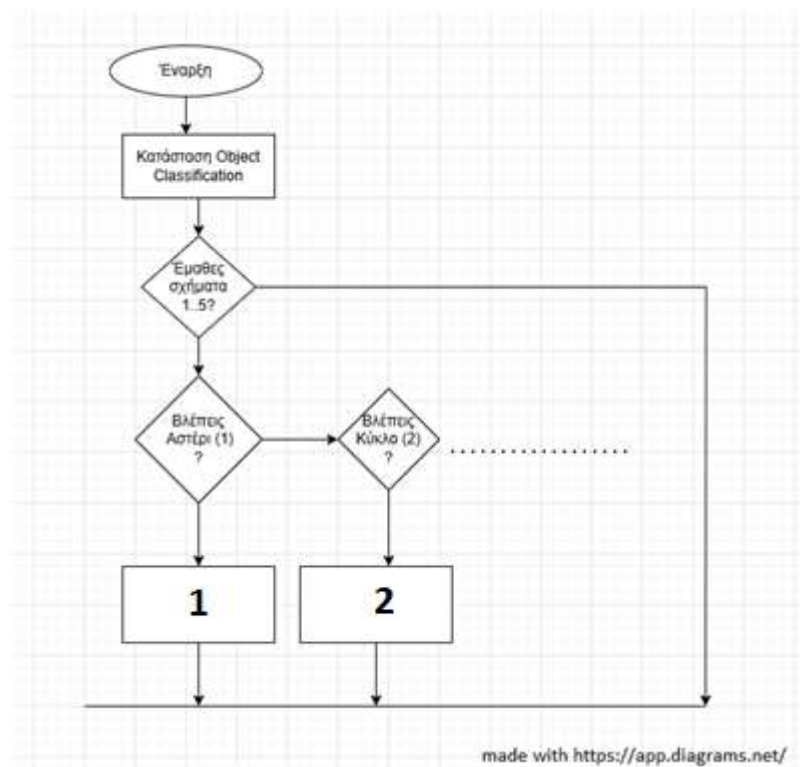 Έναρξη
Κατάσταση Object
Classification
Έμαθες
σχήματα
1..5?
Βλέπεις
Αστέρι (1)
?
Βλέπεις
Κύκλο (2)
?
1
2
made with https://app.diagrams.net/